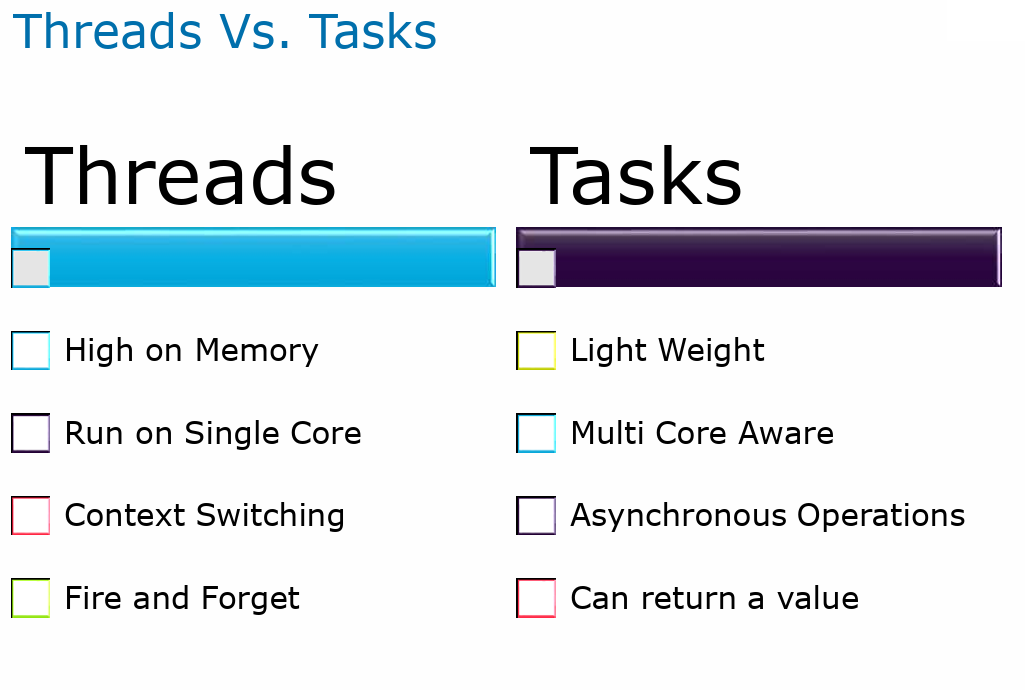 Threads Vs. Tasks
Threads
High on Memory
Run on Single Core
Context Switching
Fire and Forget
Tasks
Light Weight
Multi Core Aware
Asynchronous Operations
Can return a value